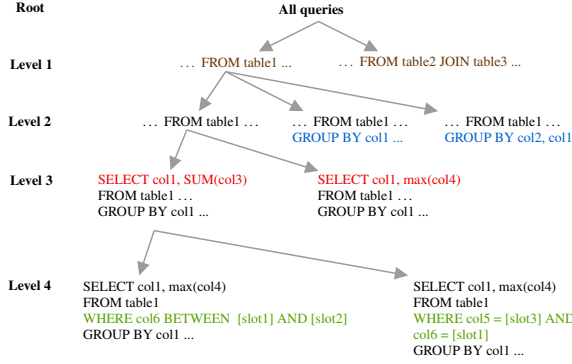 Root
All queries
Level 1
... FROM table1 ...
... FROM table2 JOIN table3 ...
Level 2
... FROM table1 ...
... FROM table1 ...
GROUP BY col1 ...
... FROM table1 ...
GROUP BY col2, col1
Level 3
SELECT col1, SUM(col3)
FROM table1 ...
GROUP BY col1 ...
SELECT col1, max(col4)
FROM table1 ...
GROUP BY col1 ...
Level 4
SELECT col1, max(col4)
FROM table1
WHERE col6 BETWEEN [slot1] AND [slot2]
GROUP BY col1 ...
SELECT col1, max(col4)
FROM table1
WHERE col5 = [slot3] AND
col6 = [slot1]
GROUP BY col1 ...